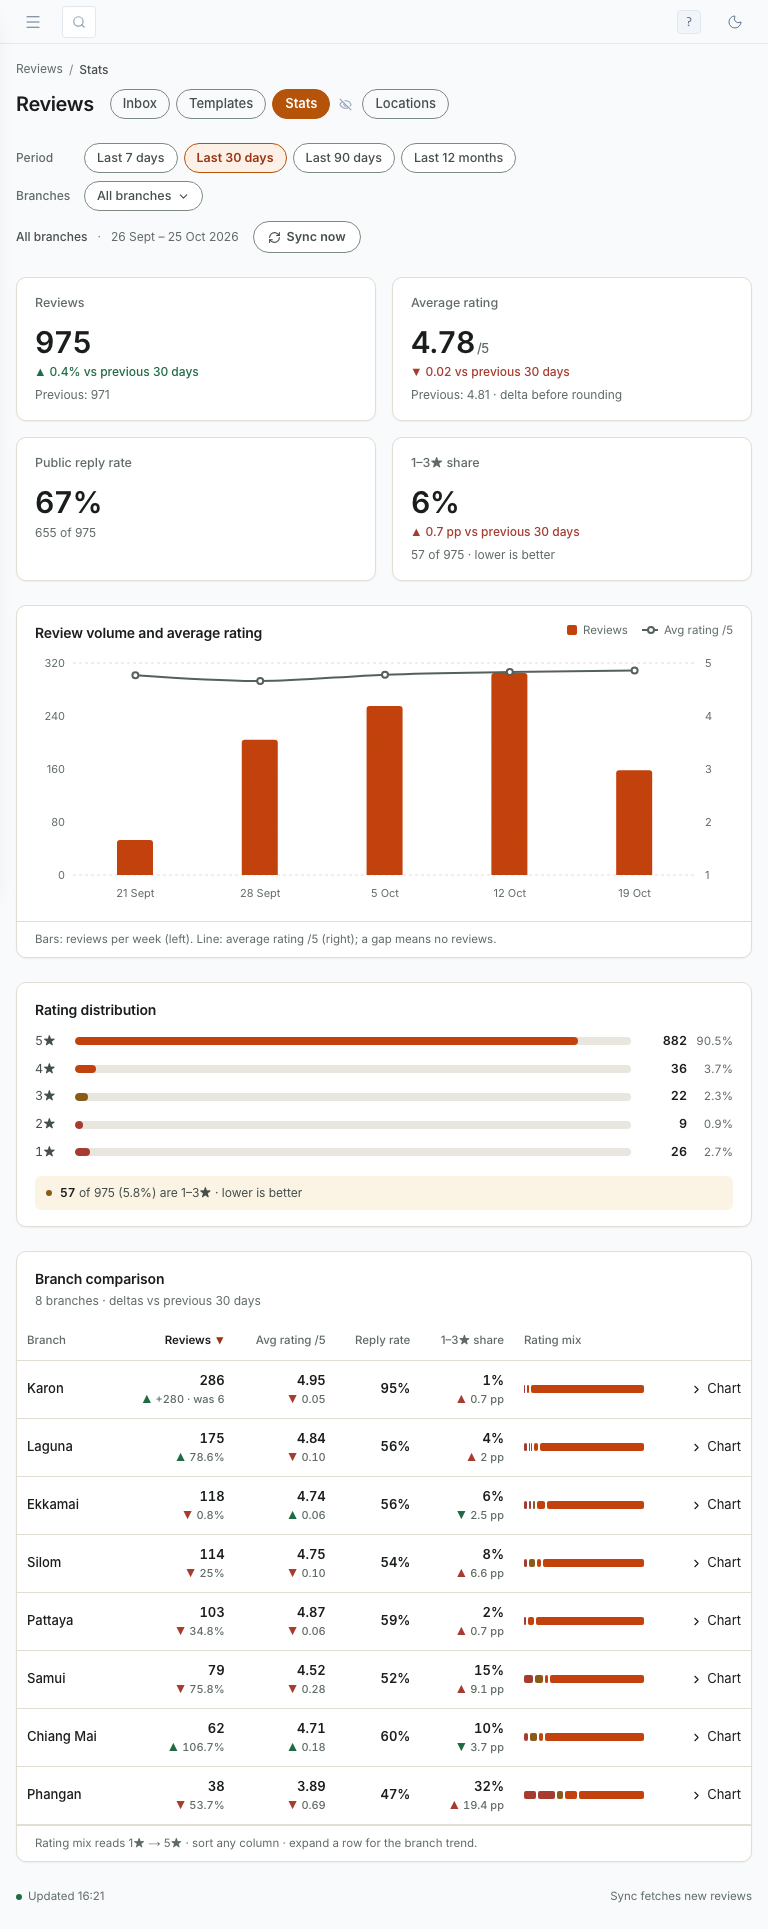 ?
Reviews / Stats
Reviews Inbox Templates Stats Locations
Period Last 7 days Last 30 days Last 90 days Last 12 months
Branches All branches
All branches · 26 Sept – 25 Oct 2026 Sync now
Reviews
975
▲ 0.4% vs previous 30 days
Previous: 971
Average rating
4.78 /5
▼ 0.02 vs previous 30 days
Previous: 4.81 · delta before rounding
Public reply rate
67%
655 of 975
1–3★ share
6%
▲ 0.7 pp vs previous 30 days
57 of 975 · lower is better
Review volume and average rating
Reviews Avg rating /5
320 5
240 4
160 3
80 2
0 1
21 Sept 28 Sept 5 Oct 12 Oct 19 Oct
Bars: reviews per week (left). Line: average rating /5 (right); a gap means no reviews.
Rating distribution
5★ 882 90.5%
4★ 36 3.7%
3★ 22 2.3%
2★ 9 0.9%
1★ 26 2.7%
57 of 975 (5.8%) are 1–3★ · lower is better
Branch comparison
8 branches · deltas vs previous 30 days
Branch Reviews ▼ Avg rating /5 Reply rate 1–3★ share Rating mix
Karon 286 4.95 95% 1% Chart
▲ +280 · was 6 ▼ 0.05 ▲ 0.7 pp
Laguna 175 4.84 56% 4% Chart
▲ 78.6% ▼ 0.10 ▲ 2 pp
Ekkamai 118 4.74 56% 6% Chart
▼ 0.8% ▲ 0.06 ▼ 2.5 pp
Silom 114 4.75 54% 8% Chart
▼ 25% ▼ 0.10 ▲ 6.6 pp
Pattaya 103 4.87 59% 2% Chart
▼ 34.8% ▼ 0.06 ▲ 0.7 pp
Samui 79 4.52 52% 15% Chart
▼ 75.8% ▼ 0.28 ▲ 9.1 pp
Chiang Mai 62 4.71 60% 10% Chart
▲ 106.7% ▲ 0.18 ▼ 3.7 pp
Phangan 38 3.89 47% 32% Chart
▼ 53.7% ▼ 0.69 ▲ 19.4 pp
Rating mix reads 1★ → 5★ · sort any column · expand a row for the branch trend.
Updated 16:21 Sync fetches new reviews